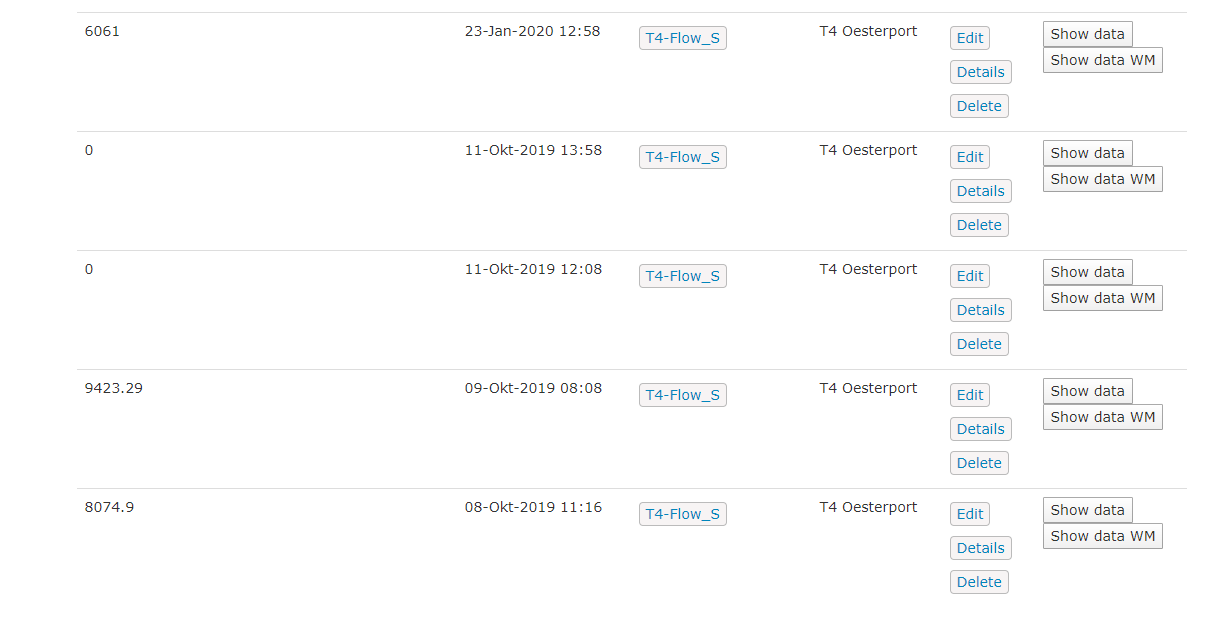 6061 23-Jan-2020 12:58 T4-Flow_S T4 Oesterport Edit Show data
Show data WM
Details
Delete
0 11-Okt-2019 13:58 T4-Flow_S T4 Oesterport Edit Show data
Show data WM
Details
Delete
0 11-Okt-2019 12:08 T4-Flow_S T4 Oesterport Edit Show data
Show data WM
Details
Delete
9423.29 09-Okt-2019 08:08 T4-Flow_S T4 Oesterport Edit Show data
Show data WM
Details
Delete
8074.9 08-Okt-2019 11:16 T4-Flow_S T4 Oesterport Edit Show data
Show data WM
Details
Delete